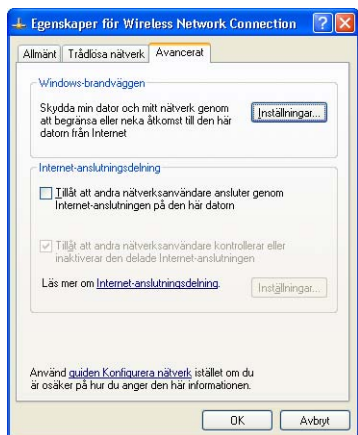 Egenskaper för Wireless Network Connection
Allmänt Trådlösa nätverk Avancerat
Windows-brandväggen
Skydda min dator och mitt nätverk genom
att begränsa eller neka åtkomst till den här
datorn från Internet
Inställningar...
Internet-anslutningsdelning
Tillåt att andra nätverksanvändare ansluter genom
Internet-anslutningen på den här datorn
Tillåt att andra nätverksanvändare kontrollerar eller
inaktiverar den delade Internet-anslutningen
Läs mer om Internet-anslutningsdelning.
Inställningar...
Använd guiden Konfigurera nätverk istället om du
är osäker på hur du anger den här informationen.
OK Avbryt